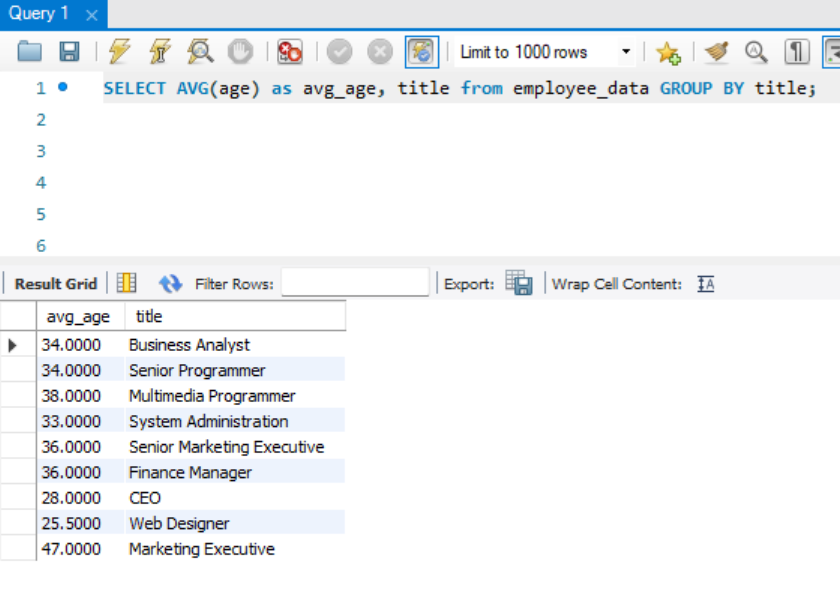 Query 1
Limit to 1000 rows
1 SELECT AVG(age) as avg_age, title from employee_data GROUP BY title;
2
3
4
5
6
Result Grid Filter Rows: Export: Wrap Cell Content:
avg_age title
34.0000 Business Analyst
34.0000 Senior Programmer
38.0000 Multimedia Programmer
33.0000 System Administration
36.0000 Senior Marketing Executive
36.0000 Finance Manager
28.0000 CEO
25.5000 Web Designer
47.0000 Marketing Executive